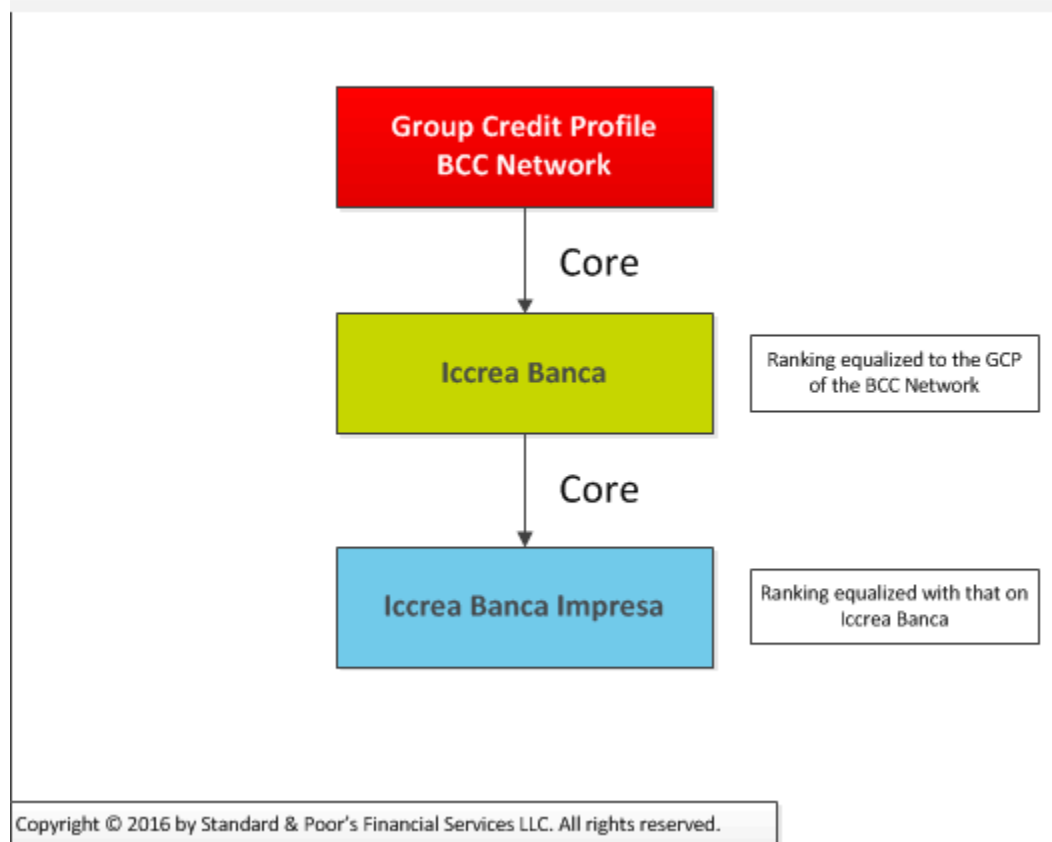 Group Credit Profile
BCC Network
Core
Iccrea Banca
Ranking equalized to the GCP
of the BCC Network
Core
Iccrea Banca Impresa
Ranking equalized with that on
Iccrea Banca
Copyright © 2016 by Standard & Poor's Financial Services LLC. All rights reserved.